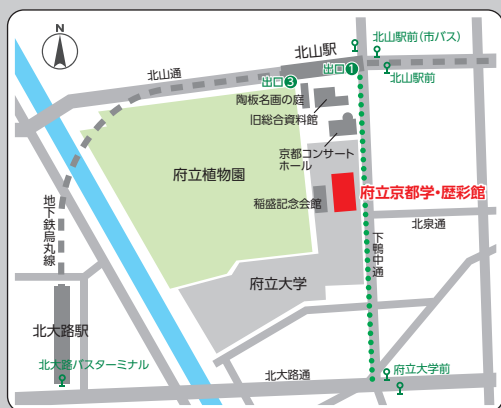 N
北山駅
北山駅前(市バス)
北山通
出口❸
出口❶
北山駅前
陶板名画の庭
旧総合資料館
京都コンサート
ホール
府立植物園
府立京都学・歴彩館
稲盛記念会館
地下鉄烏丸線
北泉通
下鴨中通
府立大学
北大路駅
北大路バスターミナル
北大路通
府立大学前